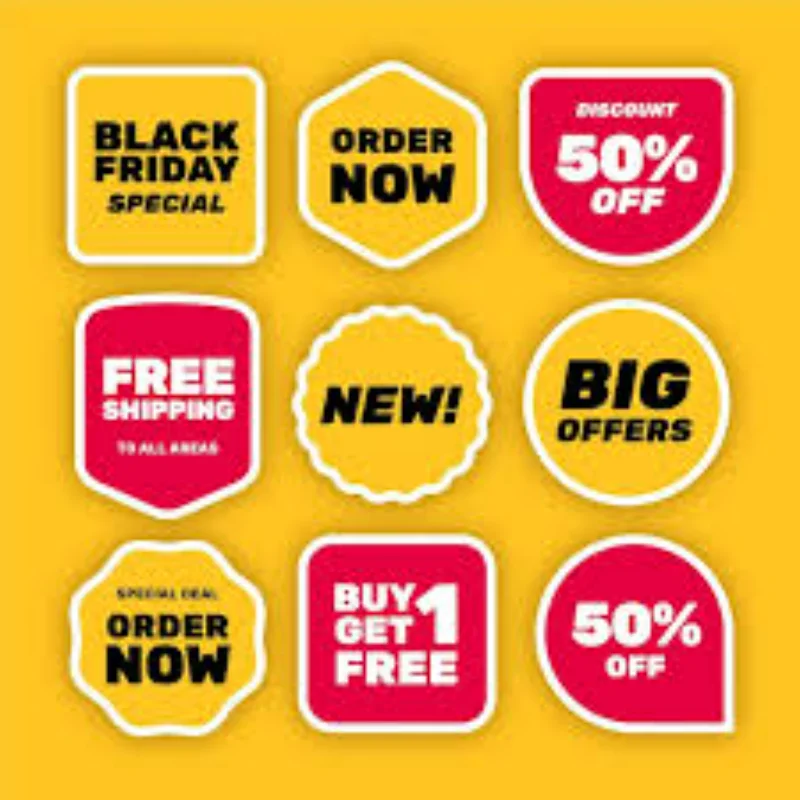 BLACK
FRIDAY
SPECIAL
ORDER
NOW
DISCOUNT
50%
OFF
FREE
SHIPPING
TO ALL AREAS
NEW!
BIG
OFFERS
SPECIAL DEAL
ORDER
NOW
BUY 1
GET
FREE
50%
OFF